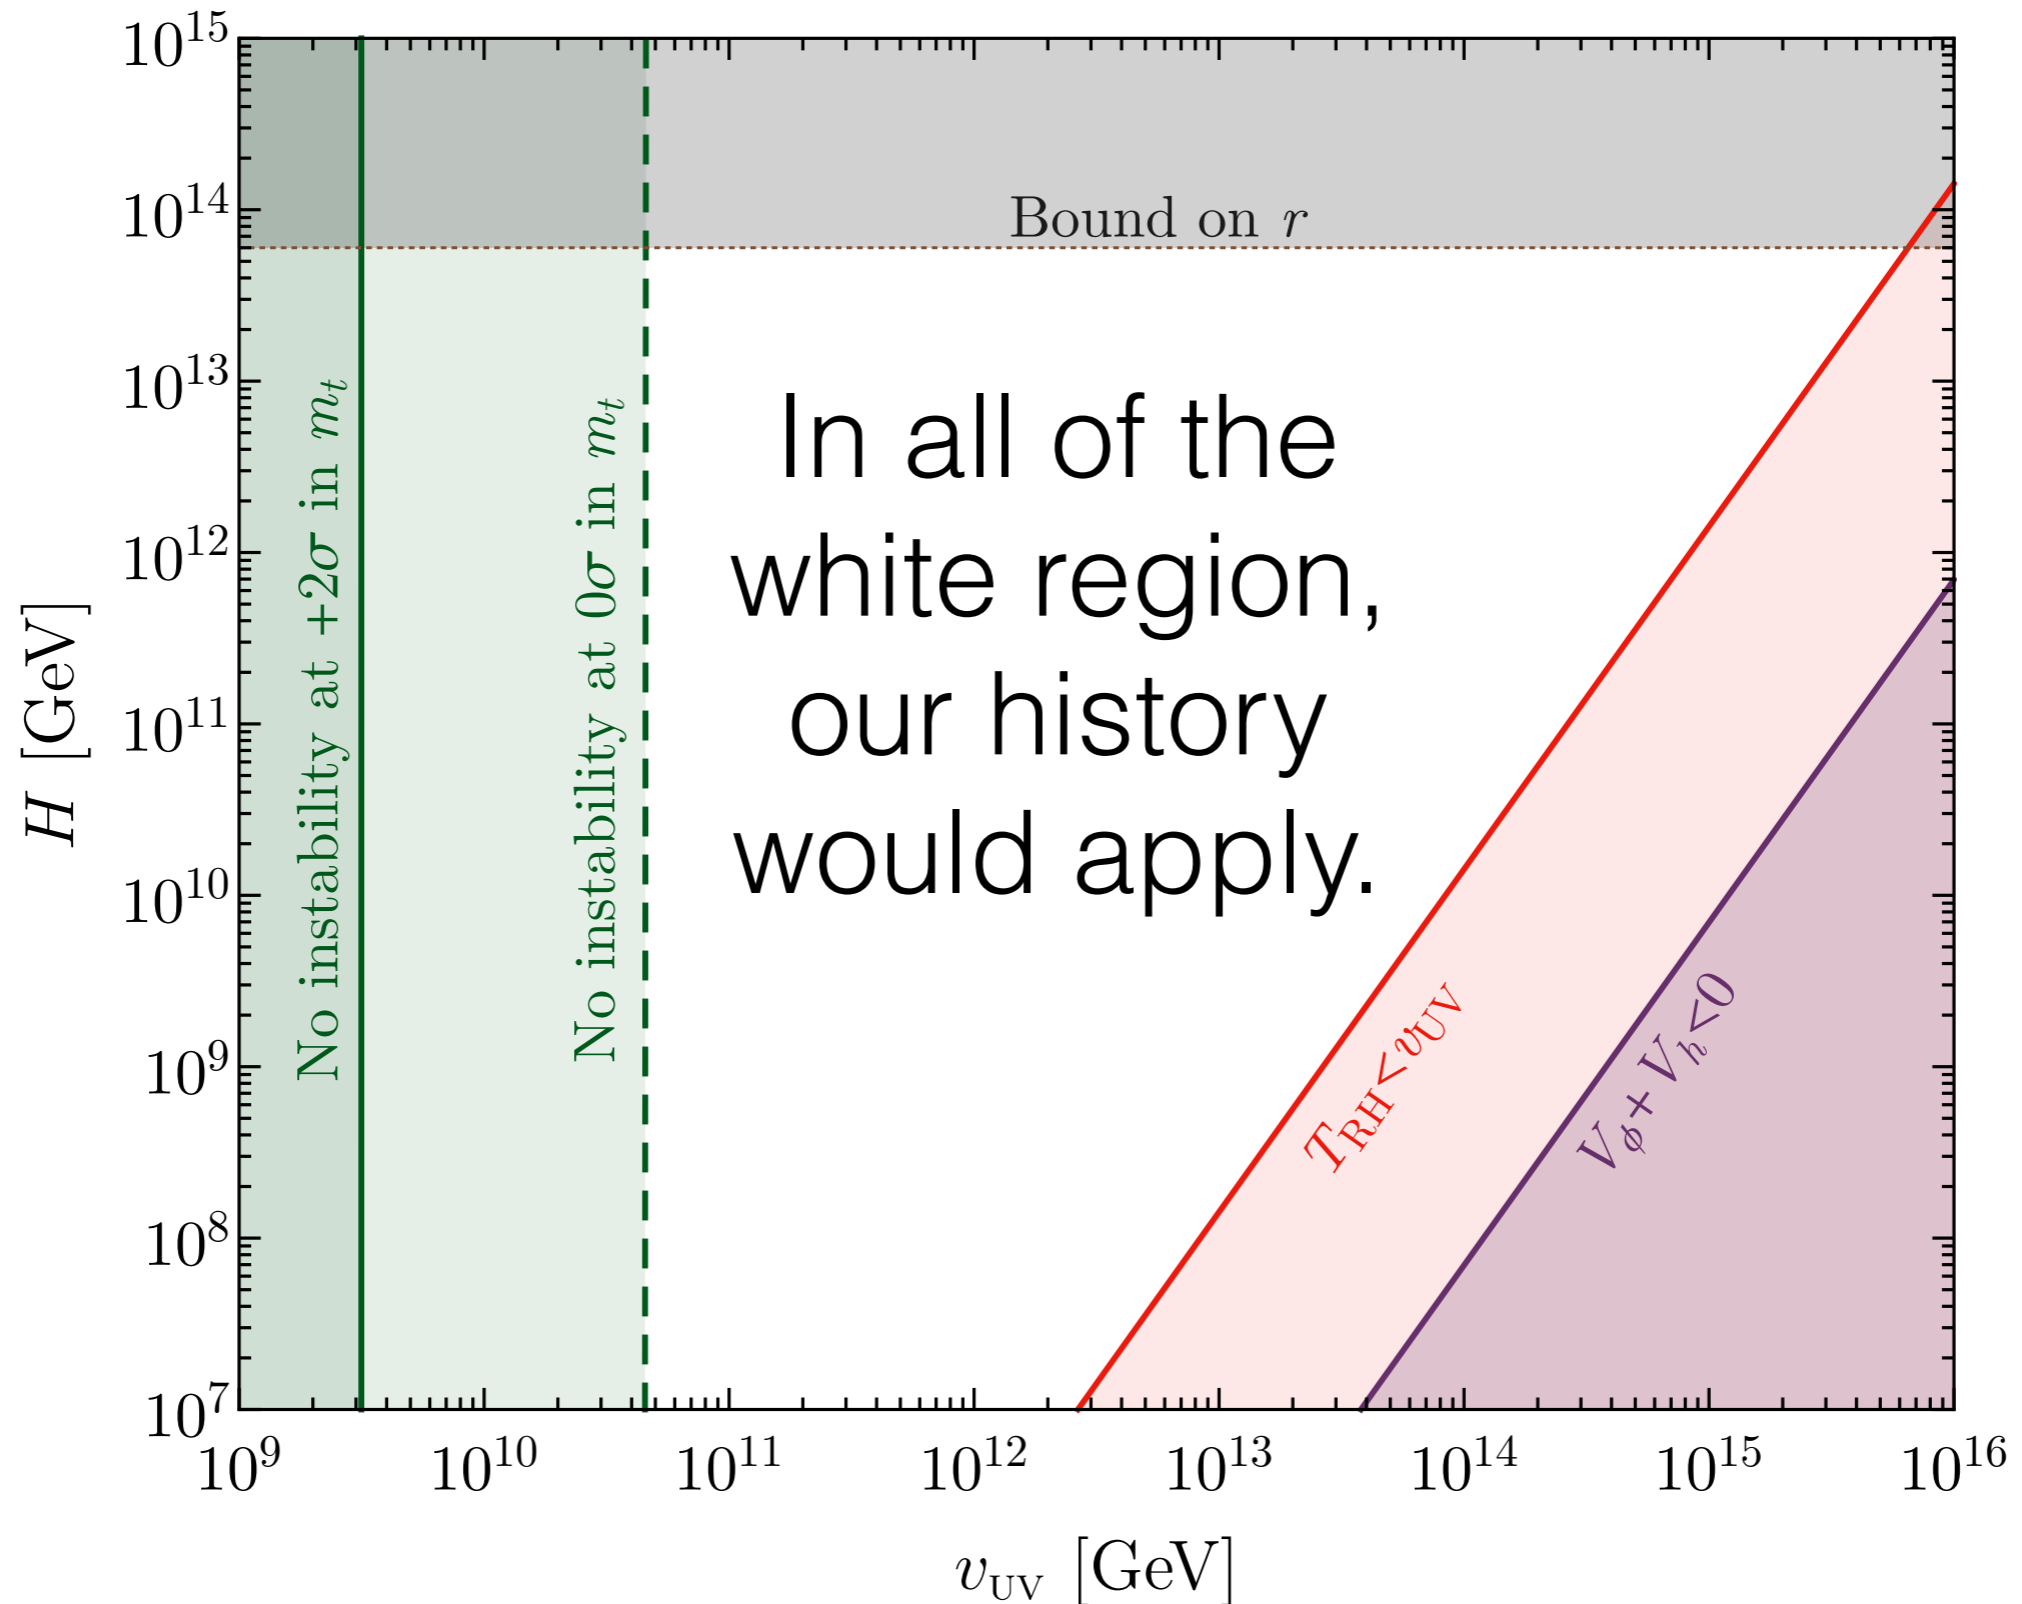 10^15
10^14
10^13
10^12
10^11
10^10
10^9
10^8
10^7
H [GeV]
Bound on r
No instability at +2σ in m_t
No instability at 0σ in m_t
In all of the
white region,
our history
would apply.
T_RH<v_UV
V_ϕ+V_h<0
10^9 10^10 10^11 10^12 10^13 10^14 10^15 10^16
v_UV [GeV]